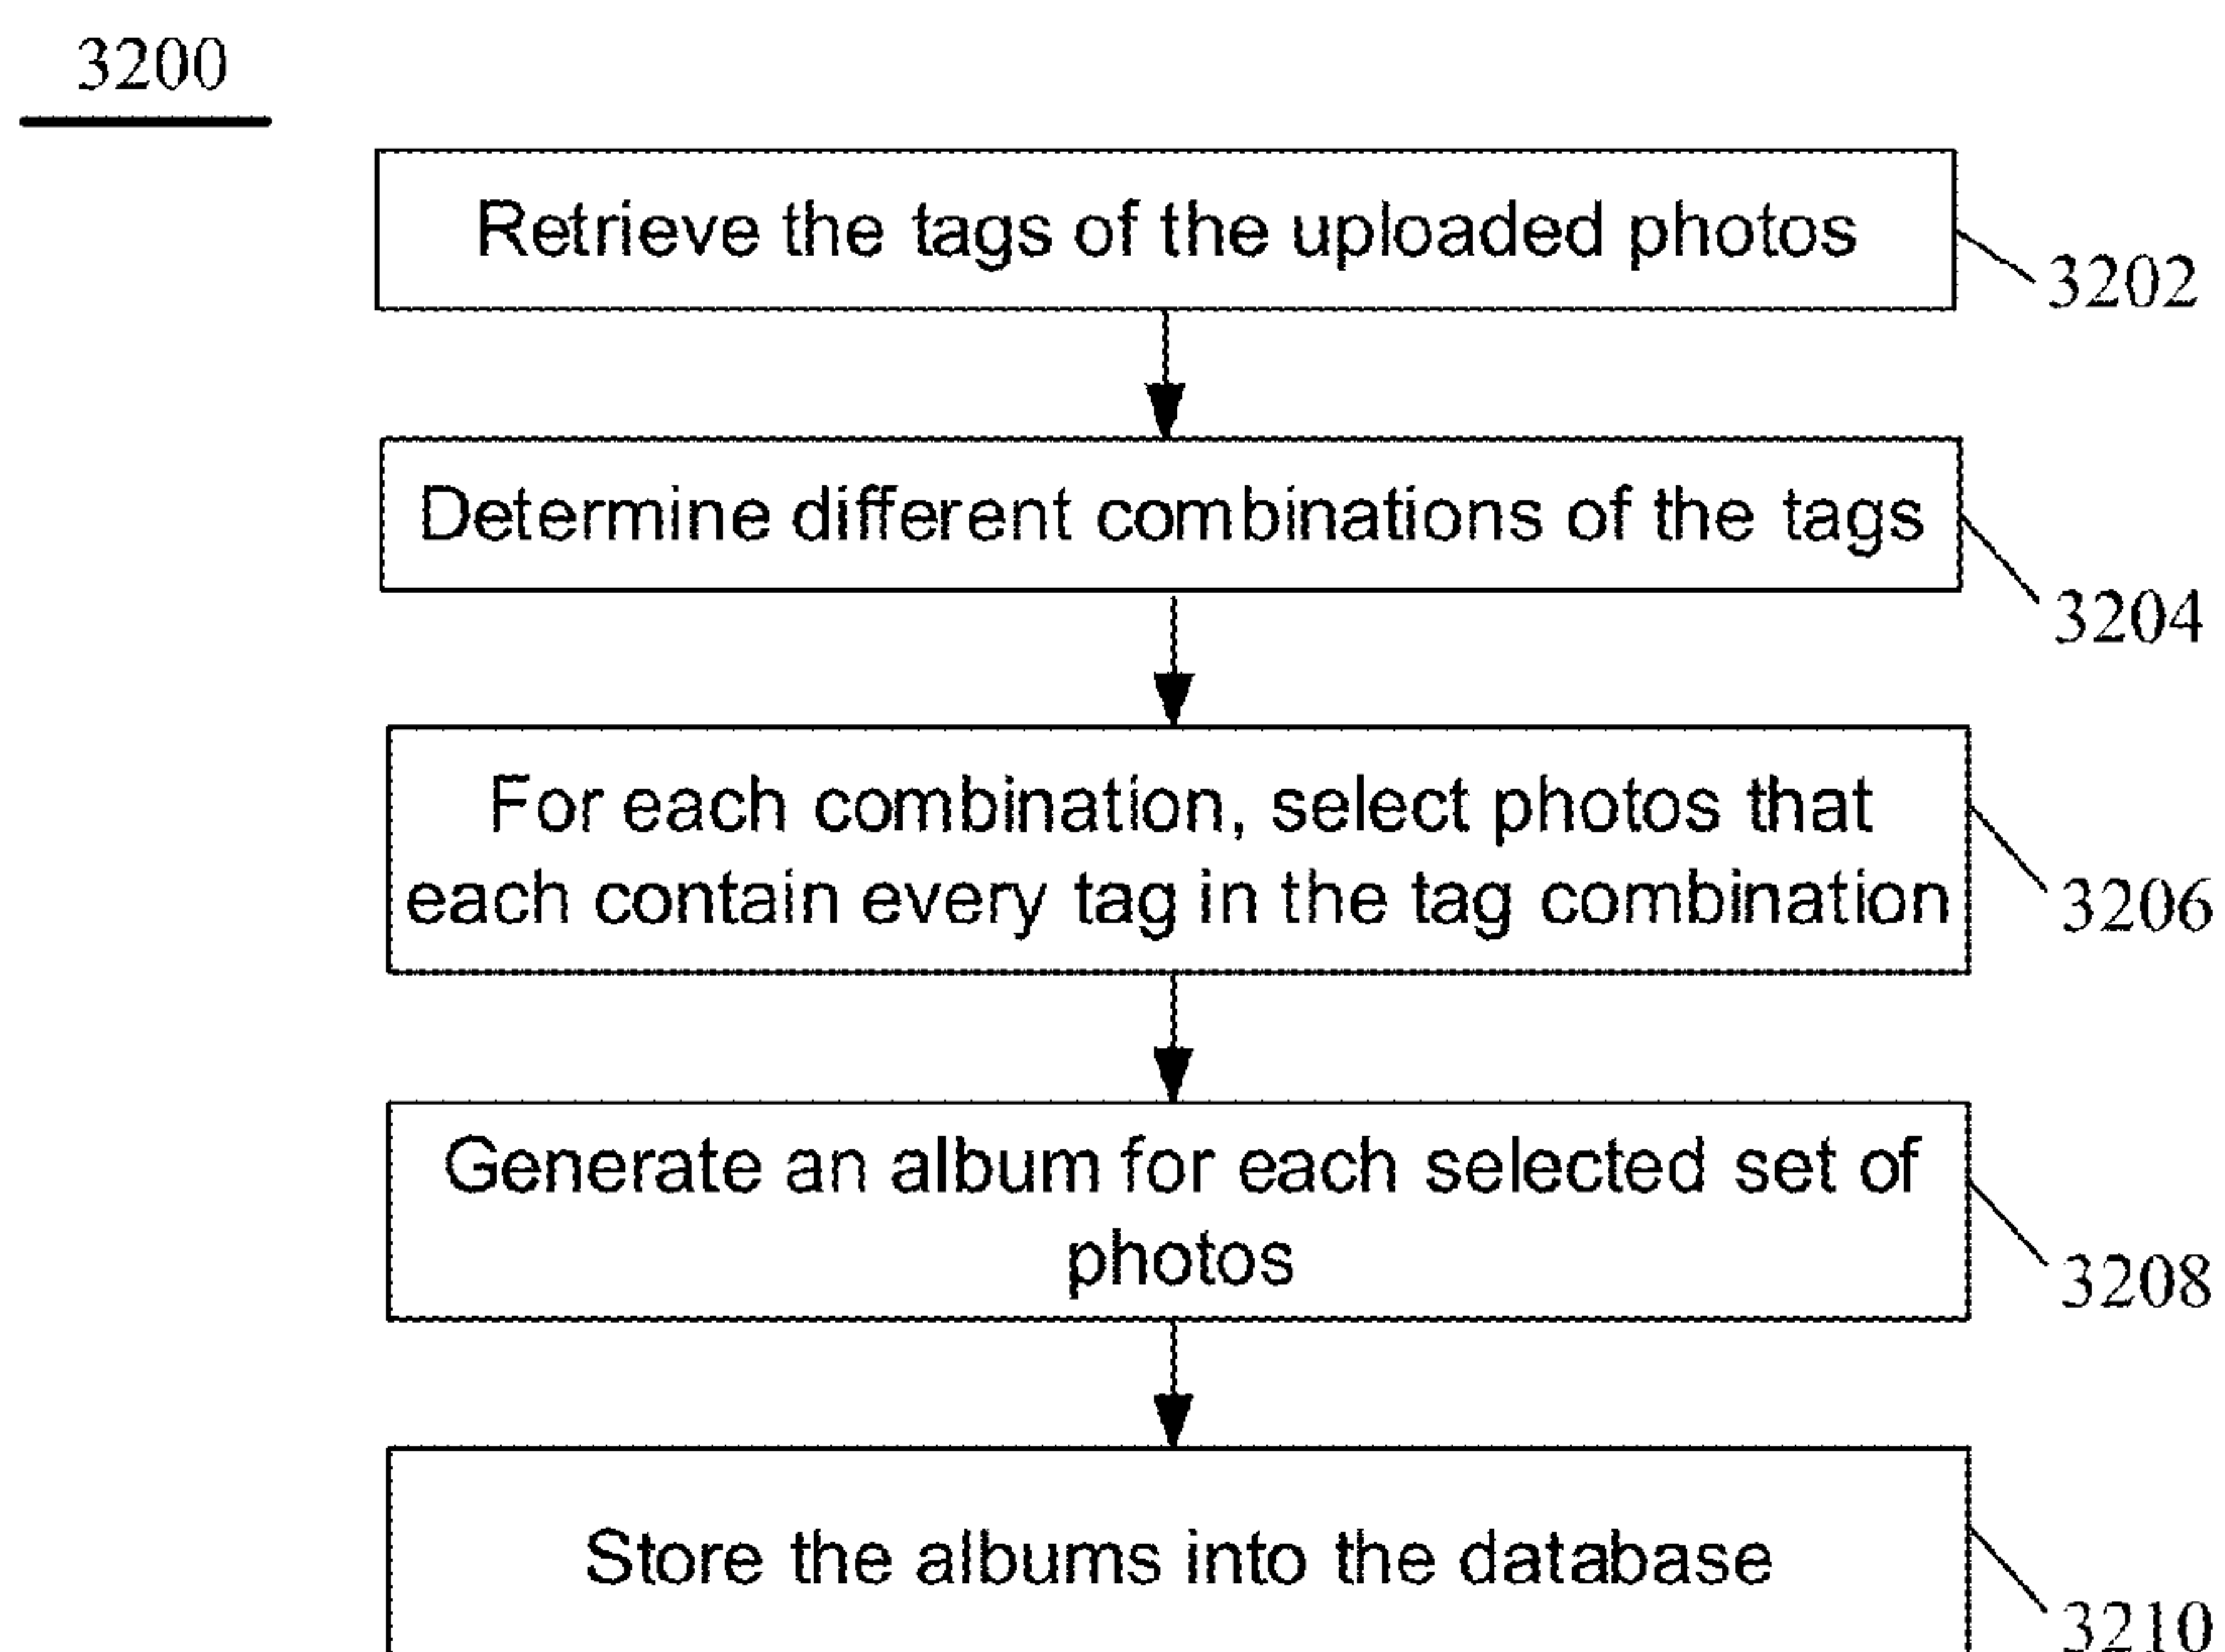 3200
Retrieve the tags of the uploaded photos
3202
Determine different combinations of the tags
3204
For each combination, select photos that
each contain every tag in the tag combination
3206
Generate an album for each selected set of
photos
3208
Store the albums into the database
3210